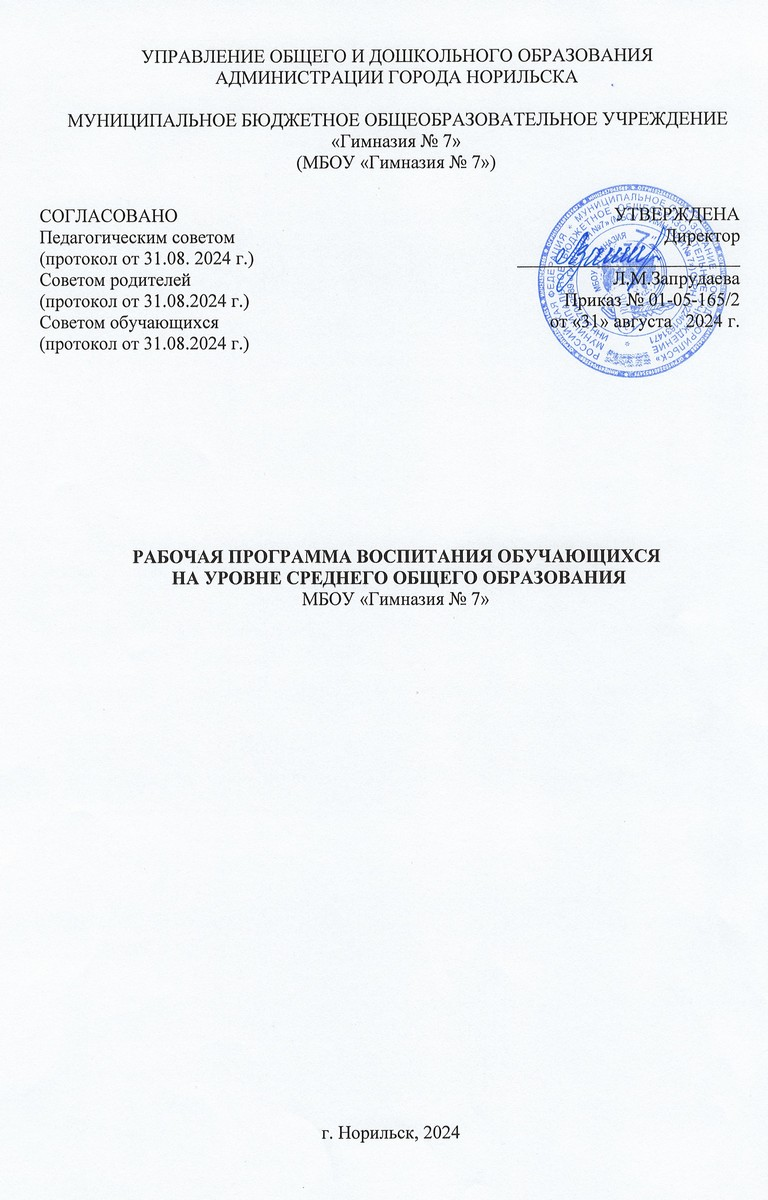 УПРАВЛЕНИЕ ОБЩЕГО И ДОШКОЛЬНОГО ОБРАЗОВАНИЯ
АДМИНИСТРАЦИИ ГОРОДА НОРИЛЬСКА
МУНИЦИПАЛЬНОЕ БЮДЖЕТНОЕ ОБЩЕОБРАЗОВАТЕЛЬНОЕ УЧРЕЖДЕНИЕ
«Гимназия № 7»
(МБОУ «Гимназия № 7»)
СОГЛАСОВАНО
Педагогическим советом
(протокол от 31.08. 2024 г.)
Советом родителей
(протокол от 31.08.2024 г.)
Советом обучающихся
(протокол от 31.08.2024 г.)
УТВЕРЖДЕНА
Директор
Л.М.Запрудаева
Приказ № 01-05-165/2
от «31» августа 2024 г.
РАБОЧАЯ ПРОГРАММА ВОСПИТАНИЯ ОБУЧАЮЩИХСЯ
НА УРОВНЕ СРЕДНЕГО ОБЩЕГО ОБРАЗОВАНИЯ
МБОУ «Гимназия № 7»
г. Норильск, 2024